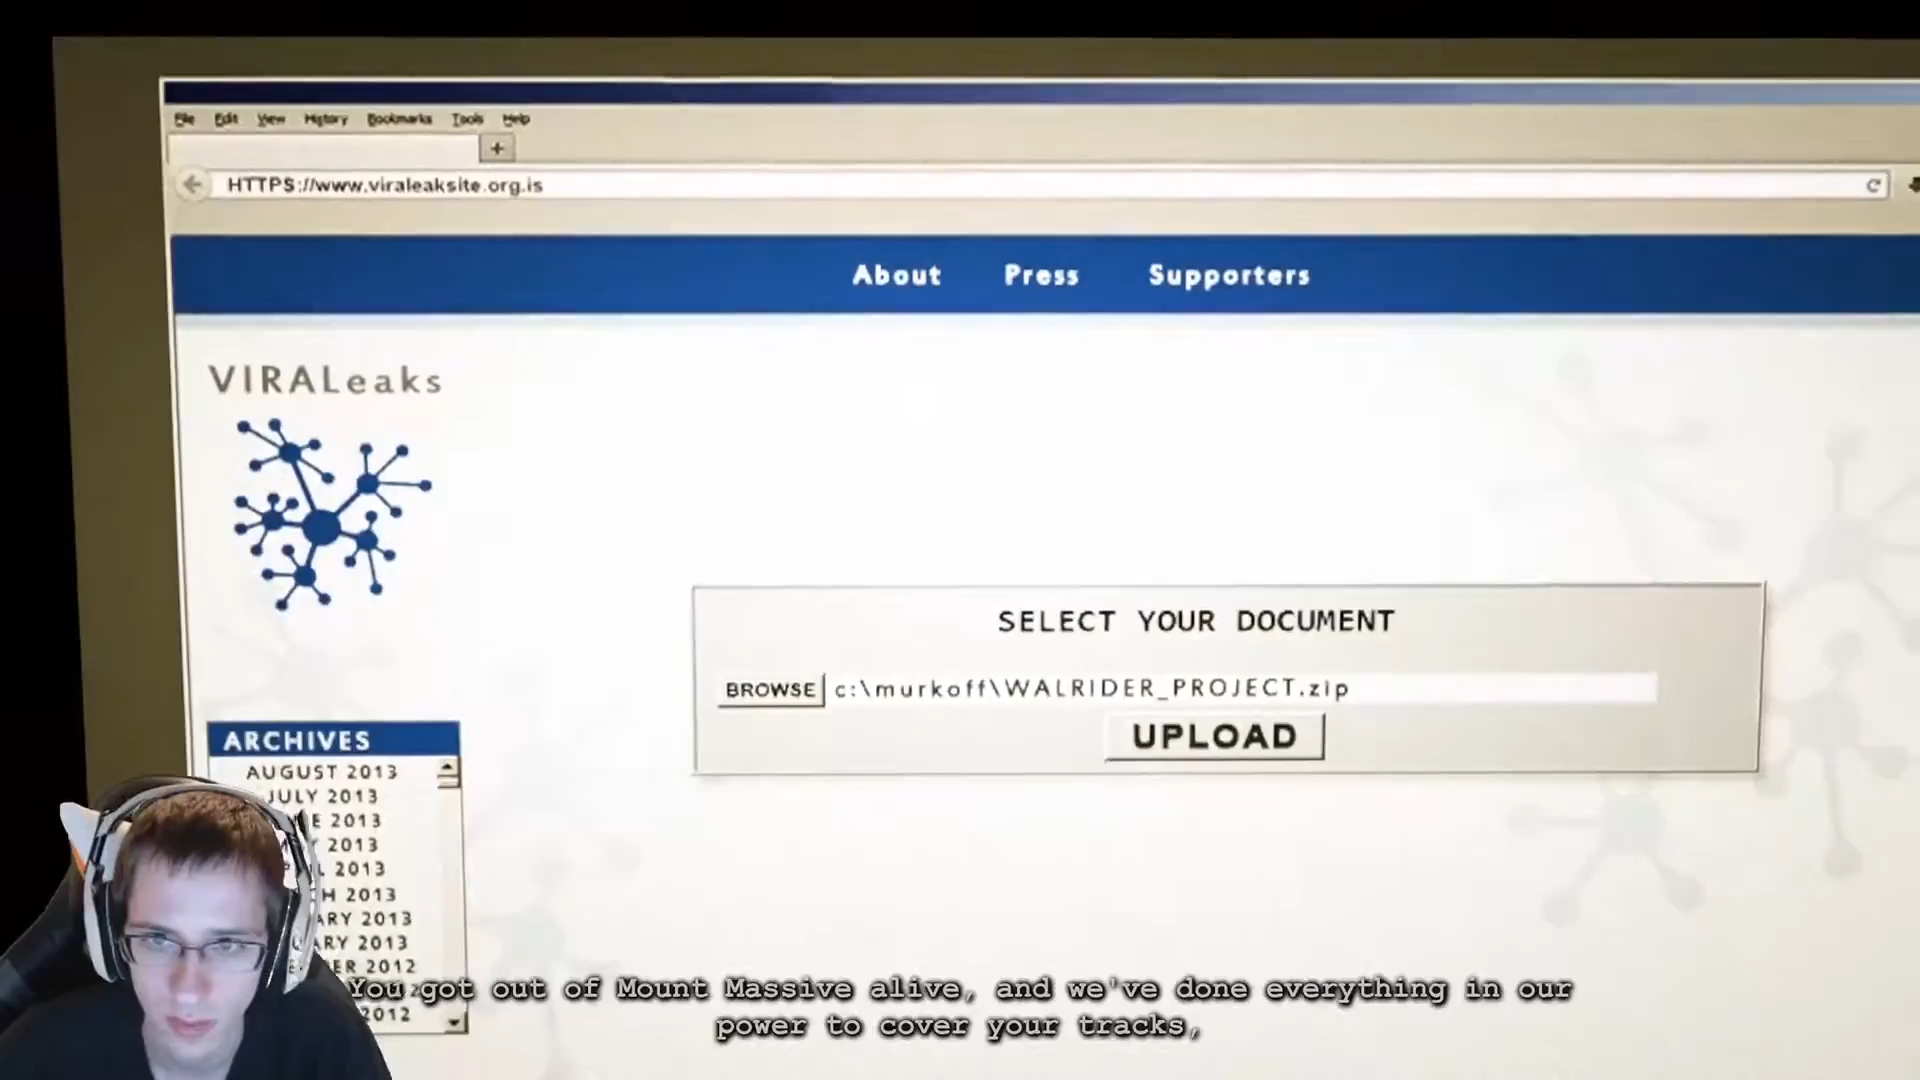 File Edit View History Bookmarks Tools Help
+
HTTPS://www.viraleaksite.org.is
About Press Supporters
VIRALeaks
SELECT YOUR DOCUMENT
BROWSE c:\murkoff\WALRIDER_PROJECT.zip
UPLOAD
ARCHIVES
AUGUST 2013
JULY 2013
2013
2013
2013
2013
2013
2013
2012
2012
You got out of Mount Massive alive, and we've done everything in our
power to cover your tracks,